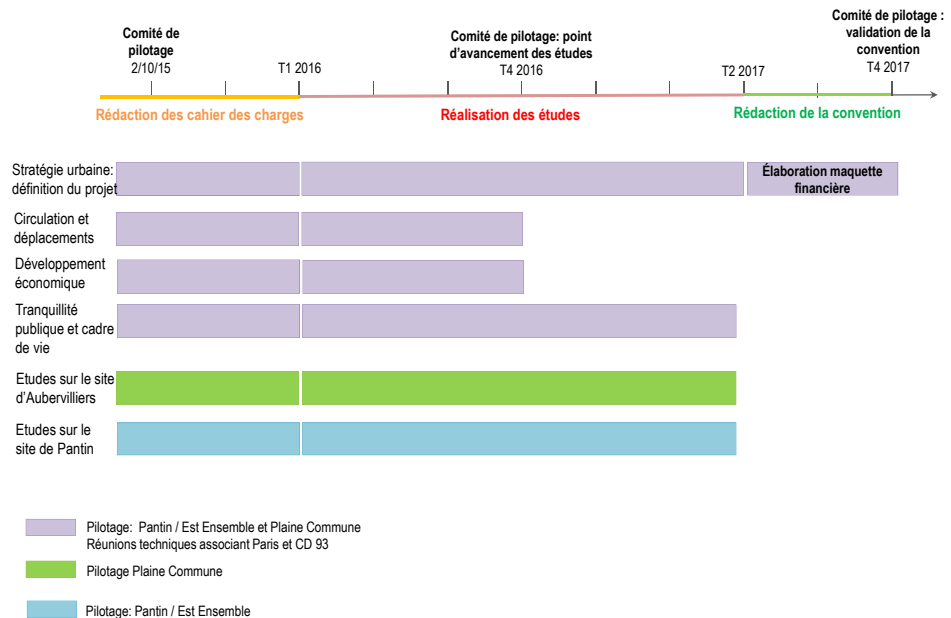 Comité de
pilotage
2/10/15
T1 2016
Comité de pilotage: point
d'avancement des études
T4 2016
T2 2017
Comité de pilotage :
validation de la
convention
T4 2017
Rédaction des cahier des charges
Réalisation des études
Rédaction de la convention
Stratégie urbaine:
définition du projet
Élaboration maquette
financière
Circulation et
déplacements
Développement
économique
Tranquillité
publique et cadre
de vie
Etudes sur le site
d'Aubervilliers
Etudes sur le
site de Pantin
Pilotage: Pantin / Est Ensemble et Plaine Commune
Réunions techniques associant Paris et CD 93
Pilotage Plaine Commune
Pilotage: Pantin / Est Ensemble